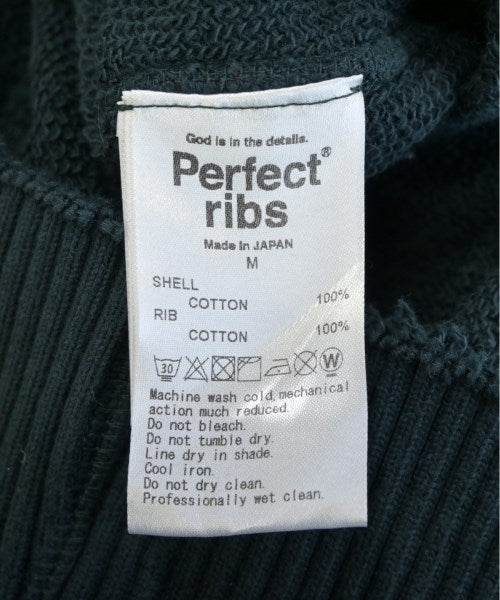 God is in the details.
Perfect®
ribs
Made in JAPAN
M
SHELL
COTTON 100%
RIB
COTTON 100%
30 W
Machine wash cold, mechanical
action much reduced.
Do not bleach.
Do not tumble dry.
Line dry in shade.
Cool iron.
Do not dry clean.
Professionally wet clean.